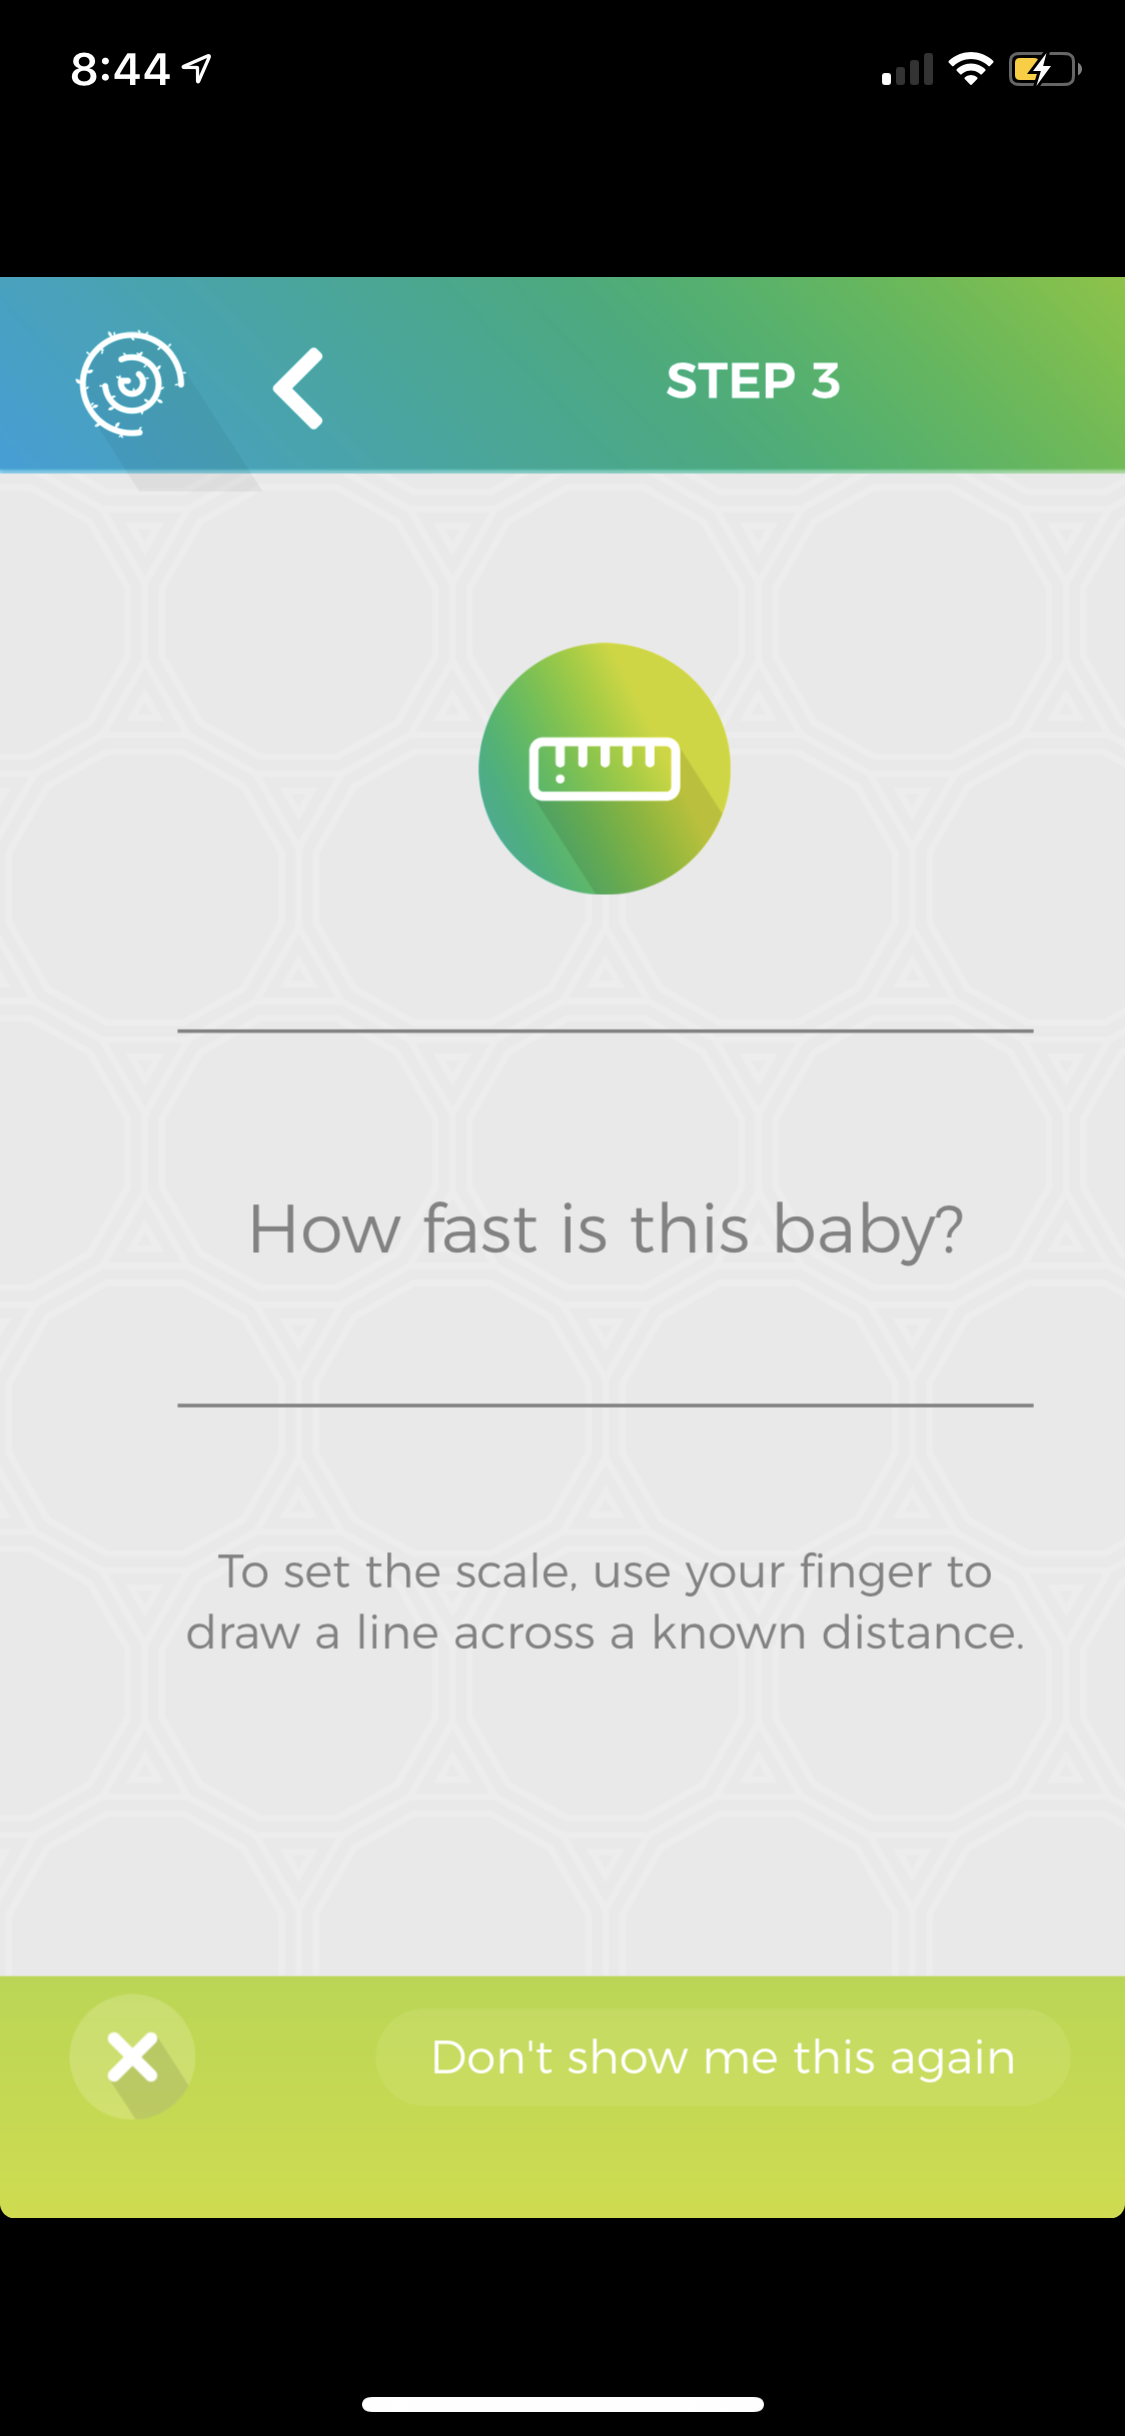 8:44
STEP 3
How fast is this baby?
To set the scale, use your finger to
draw a line across a known distance.
Don't show me this again